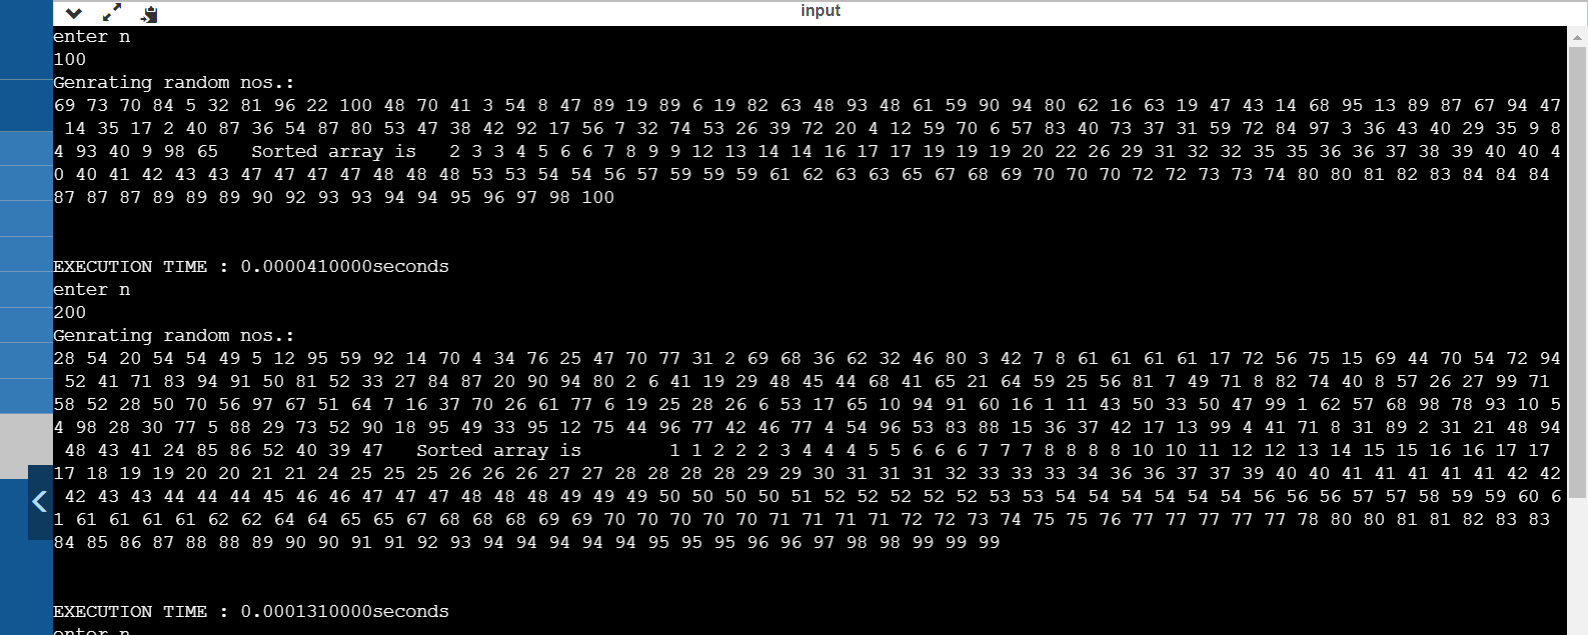 input
enter n
100
Genrating random nos.:
69 73 70 84 5 32 81 96 22 100 48 70 41 3 54 8 47 89 19 89 6 19 82 63 48 93 48 61 59 90 94 80 62 16 63 19 47 43 14 68 95 13 89 87 67 94 47
14 35 17 2 40 87 36 54 87 80 53 47 38 42 92 17 56 7 32 74 53 26 39 72 20 4 12 59 70 6 57 83 40 73 37 31 59 72 84 97 3 36 43 40 29 35 9 8
4 93 40 9 98 65   Sorted array is   2 3 3 4 5 6 6 7 8 9 9 12 13 14 14 16 17 17 19 19 19 20 22 26 29 31 32 32 35 35 36 36 37 38 39 40 40 4
0 40 41 42 43 43 47 47 47 47 48 48 48 53 53 54 54 56 57 59 59 59 61 62 63 63 65 67 68 69 70 70 70 72 72 73 73 74 80 80 81 82 83 84 84 84
87 87 87 89 89 89 90 92 93 93 94 94 95 96 97 98 100
EXECUTION TIME : 0.0000410000seconds
enter n
200
Genrating random nos.:
28 54 20 54 54 49 5 12 95 59 92 14 70 4 34 76 25 47 70 77 31 2 69 68 36 62 32 46 80 3 42 7 8 61 61 61 61 17 72 56 75 15 69 44 70 54 72 94
52 41 71 83 94 91 50 81 52 33 27 84 87 20 90 94 80 2 6 41 19 29 48 45 44 68 41 65 21 64 59 25 56 81 7 49 71 8 82 74 40 8 57 26 27 99 71
58 52 28 50 70 56 97 67 51 64 7 16 37 70 26 61 77 6 19 25 28 26 6 53 17 65 10 94 91 60 16 1 11 43 50 33 50 47 99 1 62 57 68 98 78 93 10 5
4 98 28 30 77 5 88 29 73 52 90 18 95 49 33 95 12 75 44 96 77 42 46 77 4 54 96 53 83 88 15 36 37 42 17 13 99 4 41 71 8 31 89 2 31 21 48 94
48 43 41 24 85 86 52 40 39 47   Sorted array is        1 1 2 2 2 3 4 4 4 5 5 6 6 6 7 7 7 8 8 8 8 10 10 11 12 12 13 14 15 15 16 16 17 17
17 18 19 19 20 20 21 21 24 25 25 25 26 26 26 27 27 28 28 28 28 29 29 30 31 31 31 32 33 33 33 34 36 36 37 37 39 40 40 41 41 41 41 41 42 42
42 43 43 44 44 44 45 46 46 47 47 47 48 48 48 49 49 49 50 50 50 50 51 52 52 52 52 52 53 53 54 54 54 54 54 54 56 56 56 57 57 58 59 59 60 6
1 61 61 61 61 62 62 64 64 65 65 67 68 68 68 69 69 70 70 70 70 70 71 71 71 71 72 72 73 74 75 75 76 77 77 77 77 77 78 80 80 81 81 82 83 83
84 85 86 87 88 88 89 90 90 91 91 92 93 94 94 94 94 94 95 95 95 96 96 97 98 98 99 99 99
EXECUTION TIME : 0.0001310000seconds
enter n